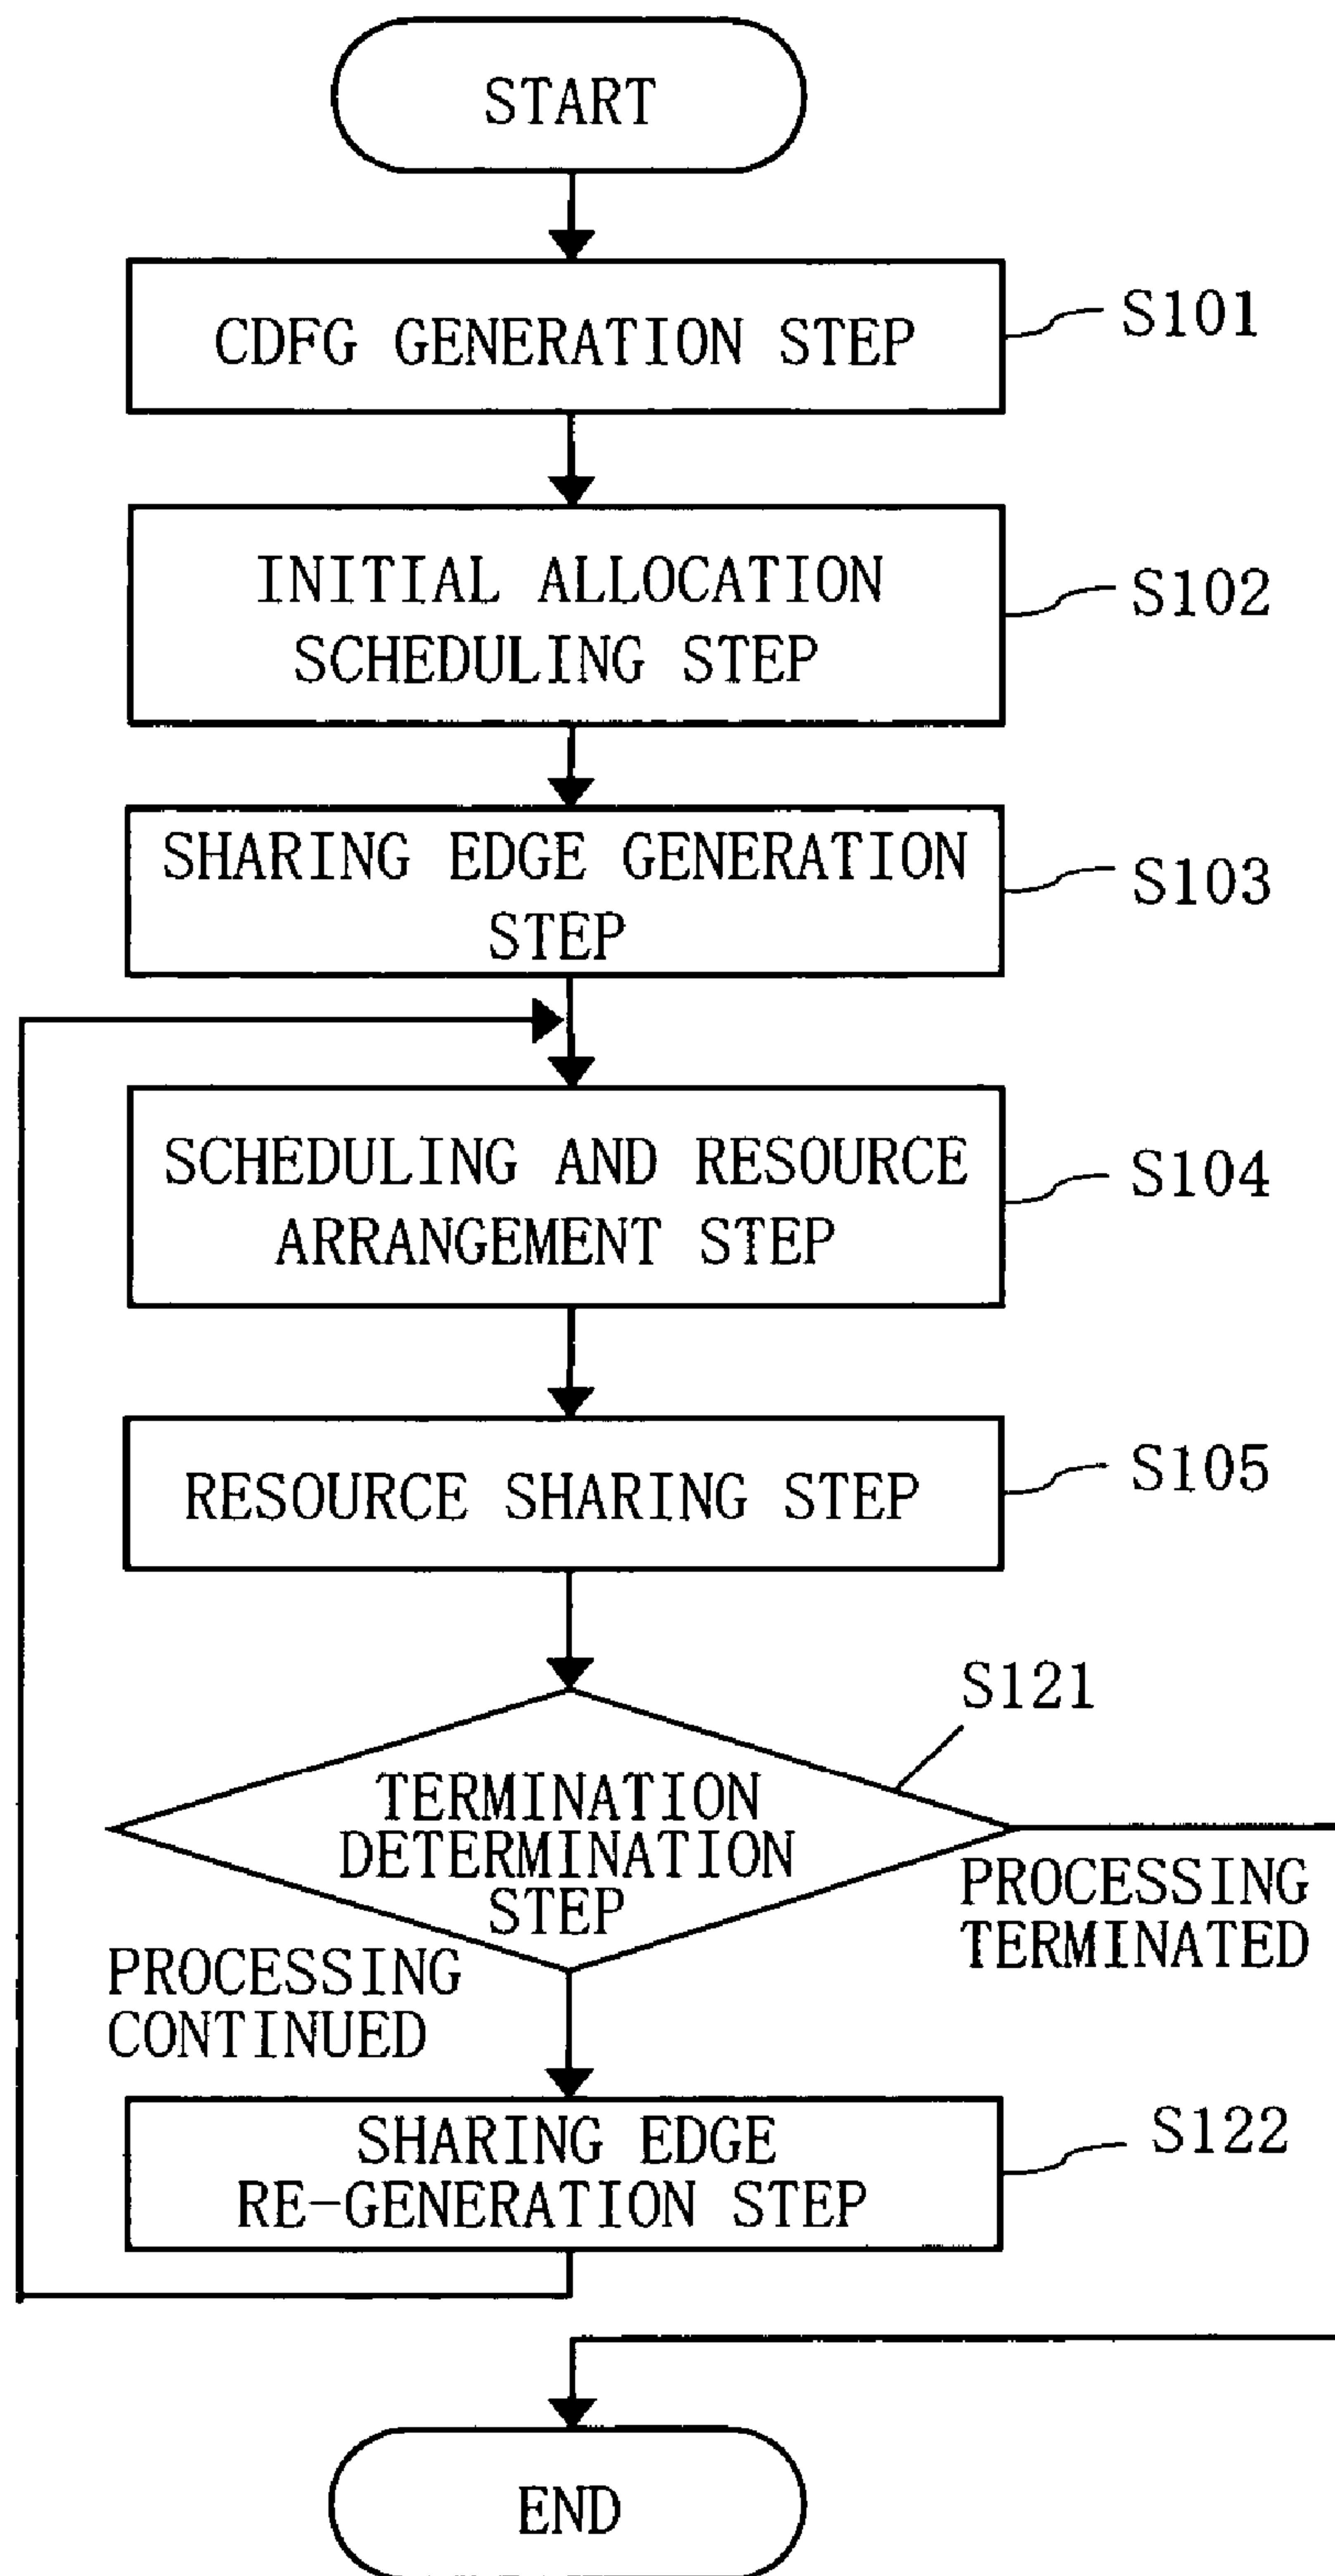 START
CDFG GENERATION STEP
S101
INITIAL ALLOCATION
SCHEDULING STEP
S102
SHARING EDGE GENERATION
STEP
S103
SCHEDULING AND RESOURCE
ARRANGEMENT STEP
S104
RESOURCE SHARING STEP
S105
S121
TERMINATION
DETERMINATION
STEP
PROCESSING
TERMINATED
PROCESSING
CONTINUED
SHARING EDGE
RE-GENERATION STEP
S122
END